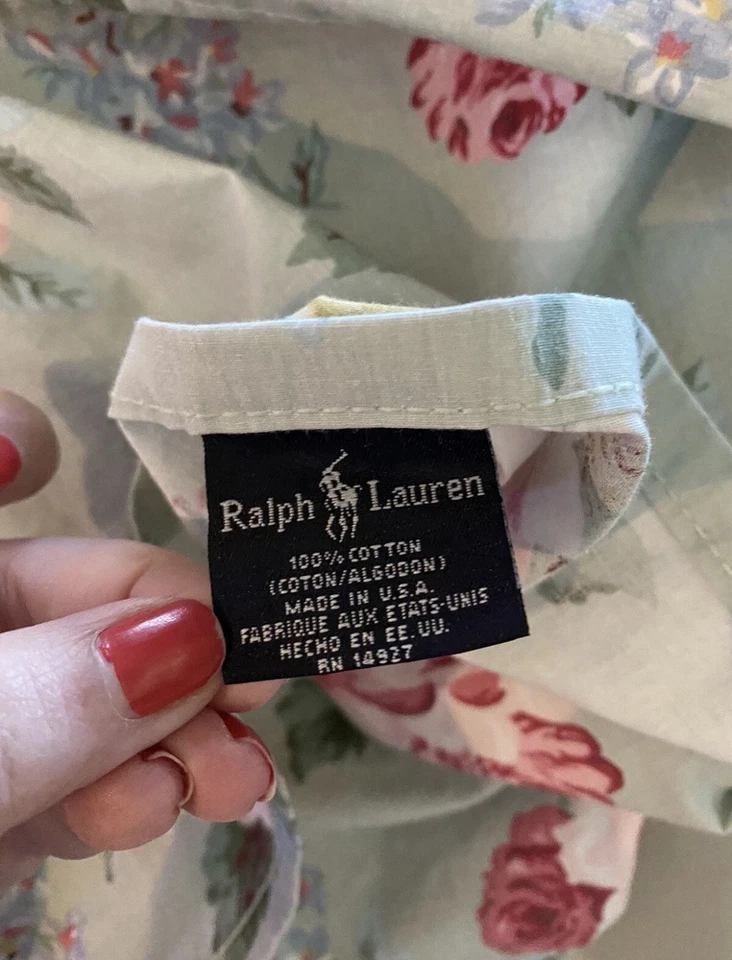 Ralph Lauren
100% COTTON
(COTON/ALGODON)
MADE IN U.S.A.
FABRIQUE AUX ETATS-UNIS
HECHO EN EE.UU.
RN 14927